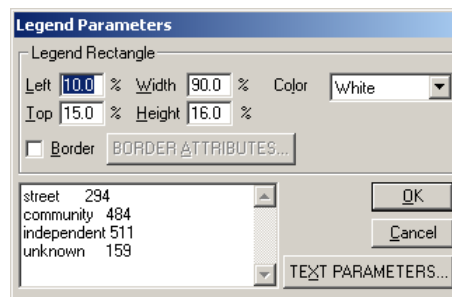 Legend Parameters
Legend Rectangle
Left 10.0 % Width 90.0 % Color White
Top 15.0 % Height 16.0 %
Border BORDER ATTRIBUTES...
street 294
community 484
independent 511
unknown 159
OK
Cancel
TEXT PARAMETERS...